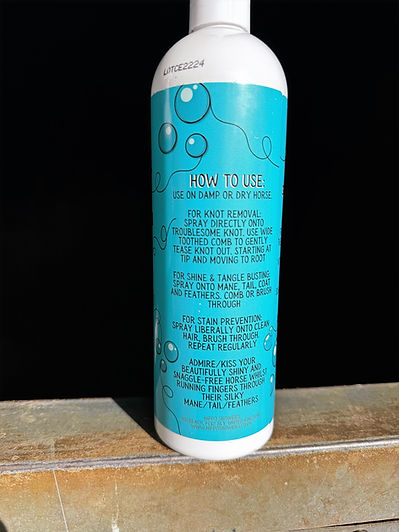 LOTCE2224
HOW TO USE:
USE ON DAMP OR DRY HORSE.
FOR KNOT REMOVAL:
SPRAY DIRECTLY ONTO
TROUBLESOME KNOT. USE WIDE
TOOTHED COMB TO GENTLY
TEASE KNOT OUT. STARTING AT
TIP AND MOVING TO ROOT
FOR SHINE & TANGLE BUSTING:
SPRAY ONTO MANE, TAIL, COAT
AND FEATHERS. COMB OR BRUSH
THROUGH
FOR STAIN PREVENTION:
SPRAY LIBERALLY ONTO CLEAN
HAIR, BRUSH THROUGH.
REPEAT REGULARLY
ADMIRE/KISS YOUR
BEAUTIFULLY SHINY AND
SNAGGLE-FREE HORSE WHILST
RUNNING FINGERS THROUGH
THEIR SILKY
MANE/TAIL/FEATHERS